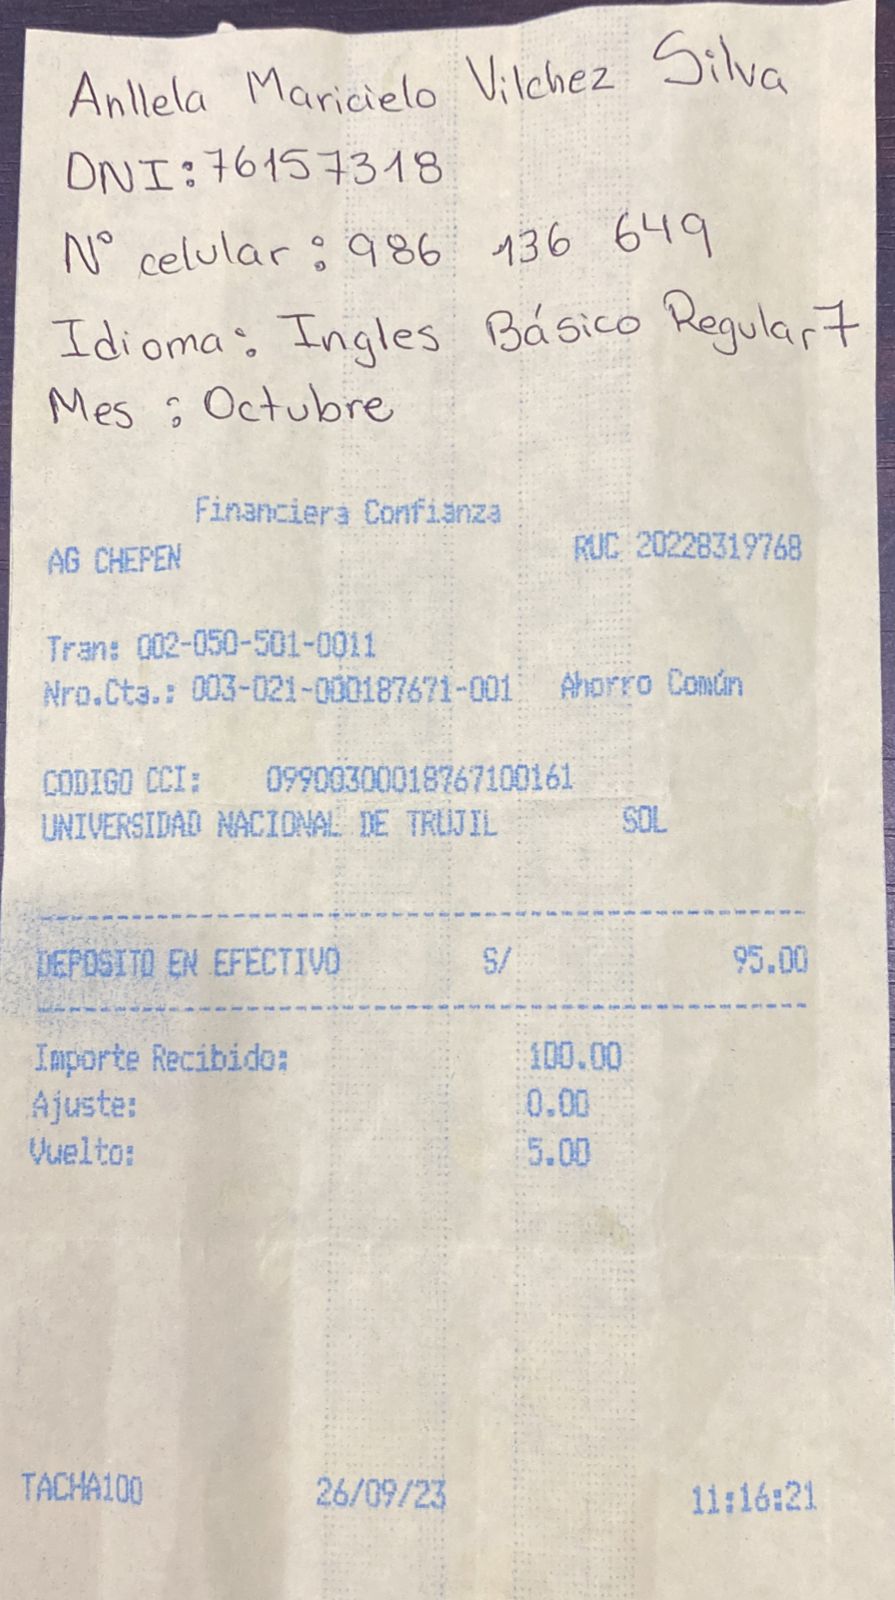 Anllela Maricielo Vilchez Silva
DNI: 76157318
N° celular: 986 136 649
Idioma: Ingles Básico Regular 7
Mes: Octubre
Financiera Confianza
AG CHEPEN RUC 20228319768
Tran: 002-050-501-0011
Nro.Cta.: 003-021-000187671-001 Ahorro Común
CODIGO CCI: 09900300018767100161
UNIVERSIDAD NACIONAL DE TRUJIL SOL
DEPOSITO EN EFECTIVO S/ 95.00
Importe Recibido: 100.00
Ajuste: 0.00
Vuelto: 5.00
TACHA100 26/09/23 11:16:21